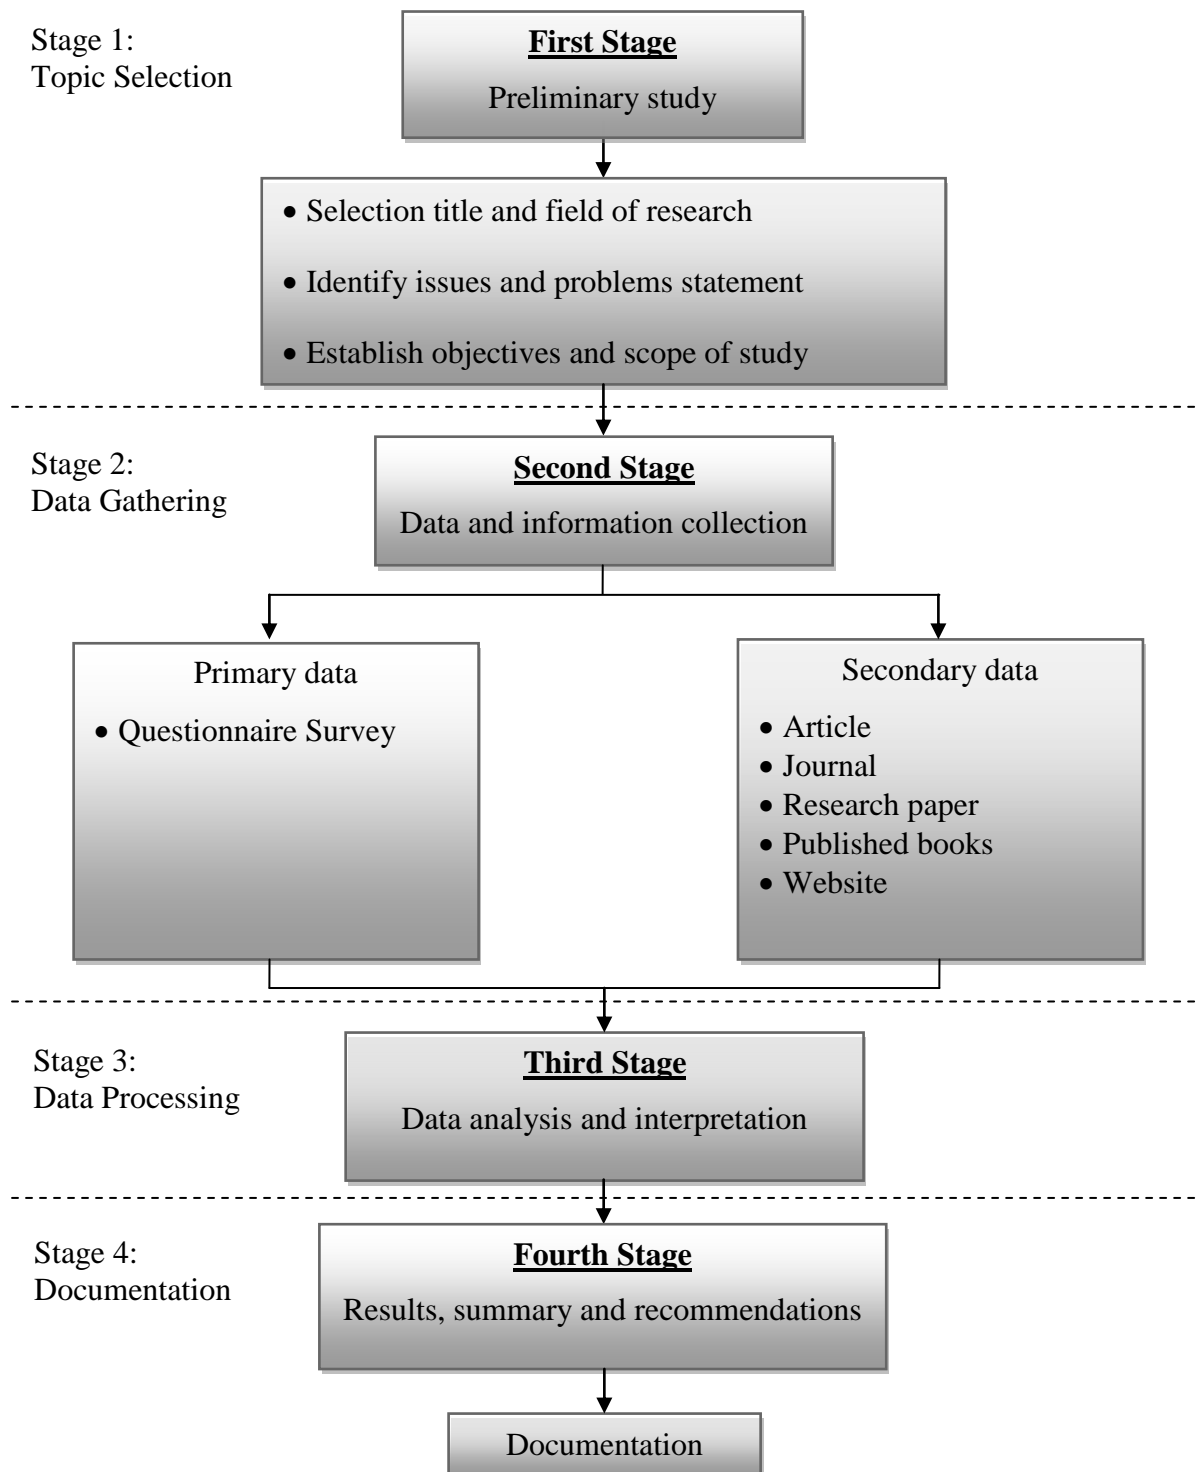 Stage 1:
Topic Selection
First Stage
Preliminary study
• Selection title and field of research
• Identify issues and problems statement
• Establish objectives and scope of study
Stage 2:
Data Gathering
Second Stage
Data and information collection
Primary data
• Questionnaire Survey
Secondary data
• Article
• Journal
• Research paper
• Published books
• Website
Stage 3:
Data Processing
Third Stage
Data analysis and interpretation
Stage 4:
Documentation
Fourth Stage
Results, summary and recommendations
Documentation